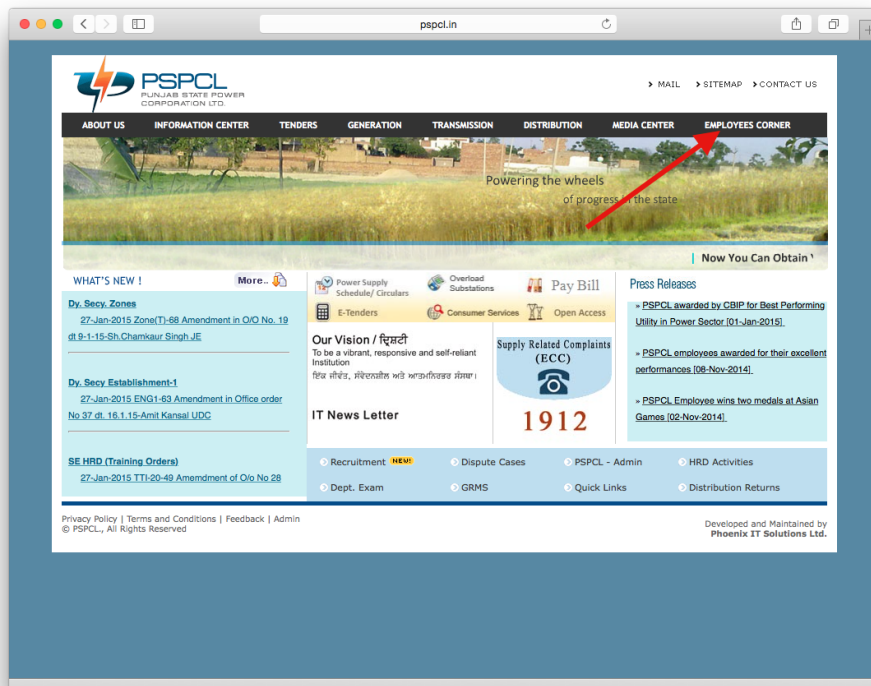 pspcl.in
PSPCL
PUNJAB STATE POWER
CORPORATION LTD.
MAIL SITEMAP CONTACT US
ABOUT US INFORMATION CENTER TENDERS GENERATION TRANSMISSION DISTRIBUTION MEDIA CENTER EMPLOYEES CORNER
Powering the wheels
of progress in the state
Now You Can Obtain
WHAT'S NEW !
More..
Dy. Secy. Zones
27-Jan-2015 Zone(T)-68 Amendment in O/O No. 19
dt 9-1-15-Sh.Chamkaur Singh JE
Dy. Secy Establishment-1
27-Jan-2015 ENG1-63 Amendment in Office order
No 37 dt. 16.1.15-Amit Kansal UDC
SE HRD (Training Orders)
27-Jan-2015 TTI-20-49 Amemdment of O/o No 28
Power Supply
Schedule/ Circulars
Overload
Substations
Pay Bill
E-Tenders
Consumer Services
Open Access
Our Vision / ਦ੍ਰਿਸ਼ਟੀ
To be a vibrant, responsive and self-reliant
Institution
ਇੱਕ ਜੀਵੰਤ, ਸੰਵੇਦਨਸ਼ੀਲ ਅਤੇ ਆਤਮਨਿਰਭਰ ਸੰਸਥਾ।
IT News Letter
Supply Related Complaints
(ECC)
1912
Press Releases
» PSPCL awarded by CBIP for Best Performing
Utility in Power Sector [01-Jan-2015]
» PSPCL employees awarded for their excellent
performances [08-Nov-2014]
» PSPCL Employee wins two medals at Asian
Games [02-Nov-2014]
Recruitment NEW! Dispute Cases PSPCL - Admin HRD Activities
Dept. Exam GRMS Quick Links Distribution Returns
Privacy Policy | Terms and Conditions | Feedback | Admin
© PSPCL., All Rights Reserved
Developed and Maintained by
Phoenix IT Solutions Ltd.